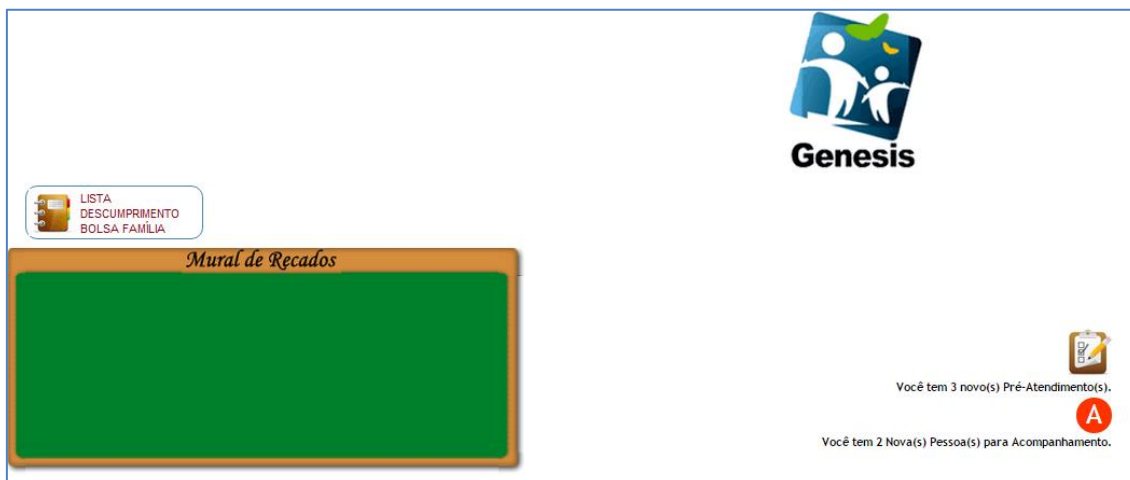 Genesis
LISTA
DESCUMPRIMENTO
BOLSA FAMÍLIA
Mural de Recados
Você tem 3 novo(s) Pré-Atendimento(s).
A
Você tem 2 Nova(s) Pessoa(s) para Acompanhamento.